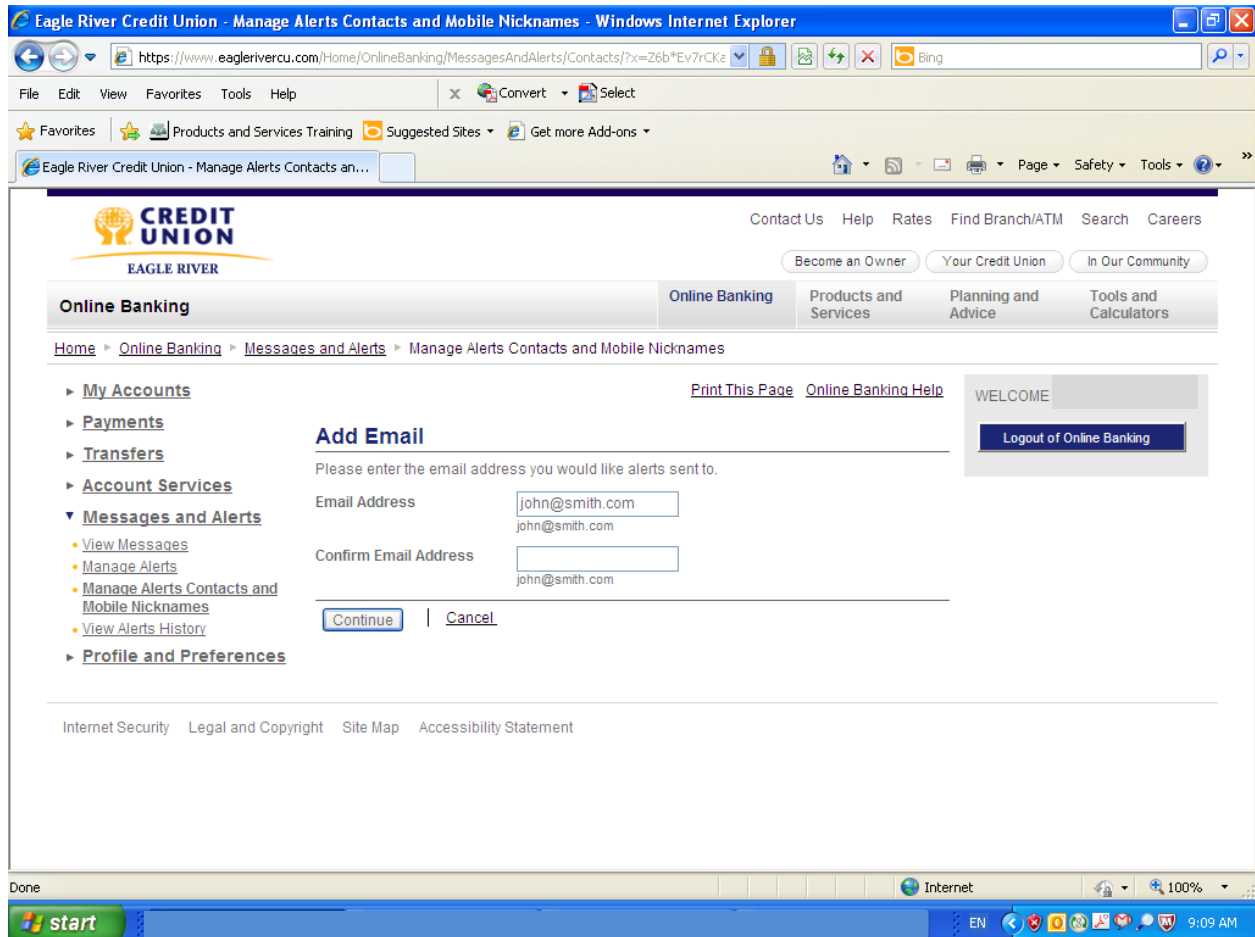 Eagle River Credit Union - Manage Alerts Contacts and Mobile Nicknames - Windows Internet Explorer
https://www.eaglerivercu.com/Home/OnlineBanking/MessagesAndAlerts/Contacts/?x=Z6b*Ev7rCKa
Bing
File Edit View Favorites Tools Help x Convert Select
Favorites Products and Services Training Suggested Sites Get more Add-ons
Eagle River Credit Union - Manage Alerts Contacts an... Page Safety Tools »
CREDIT
UNION
EAGLE RIVER
Contact Us Help Rates Find Branch/ATM Search Careers
Become an Owner Your Credit Union In Our Community
Online Banking
Online Banking
Products and
Services
Planning and
Advice
Tools and
Calculators
Home Online Banking Messages and Alerts Manage Alerts Contacts and Mobile Nicknames
My Accounts
Payments
Transfers
Account Services
Messages and Alerts
View Messages
Manage Alerts
Manage Alerts Contacts and
Mobile Nicknames
View Alerts History
Profile and Preferences
Print This Page Online Banking Help
Add Email
Please enter the email address you would like alerts sent to.
Email Address john@smith.com
john@smith.com
Confirm Email Address
john@smith.com
Continue | Cancel
WELCOME
Logout of Online Banking
Internet Security Legal and Copyright Site Map Accessibility Statement
Done Internet 100%
start EN 9:09 AM